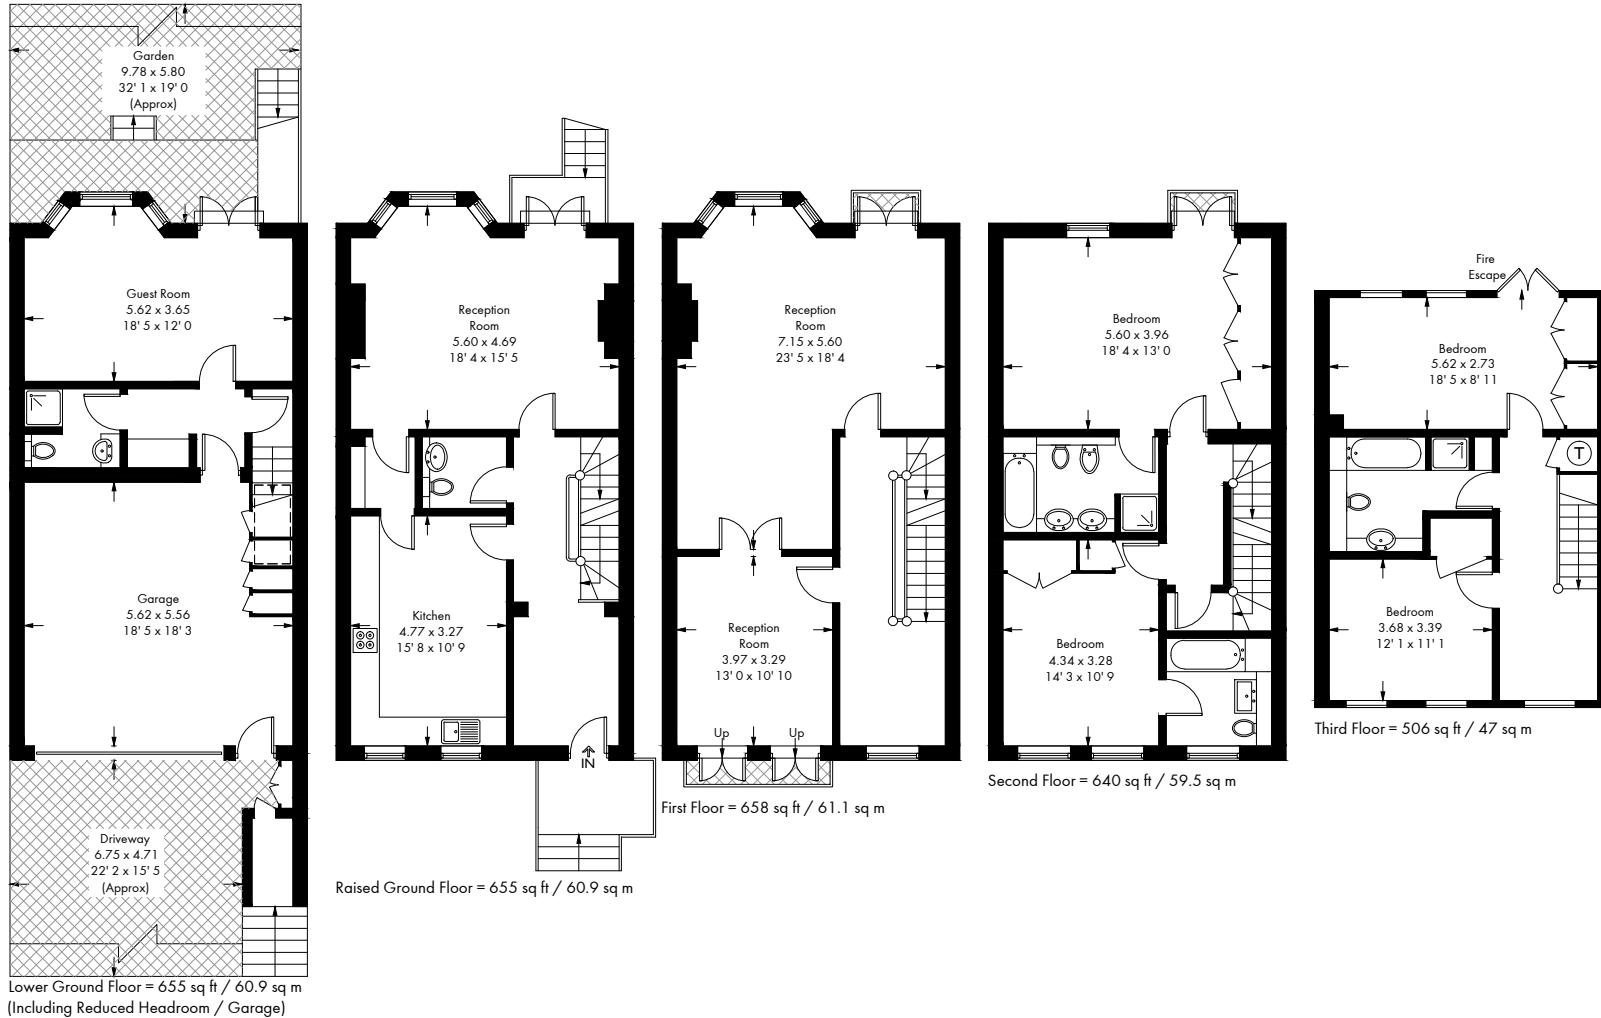 Garden
9.78 x 5.80
32' 1 x 19' 0
(Approx)
Guest Room
5.62 x 3.65
18' 5 x 12' 0
Garage
5.62 x 5.56
18' 5 x 18' 3
Driveway
6.75 x 4.71
22' 2 x 15' 5
(Approx)
Lower Ground Floor = 655 sq ft / 60.9 sq m
(Including Reduced Headroom / Garage)
Reception
Room
5.60 x 4.69
18' 4 x 15' 5
Kitchen
4.77 x 3.27
15' 8 x 10' 9
IN
Raised Ground Floor = 655 sq ft / 60.9 sq m
Reception
Room
7.15 x 5.60
23' 5 x 18' 4
Reception
Room
3.97 x 3.29
13' 0 x 10' 10
Up
Up
First Floor = 658 sq ft / 61.1 sq m
Bedroom
5.60 x 3.96
18' 4 x 13' 0
Bedroom
4.34 x 3.28
14' 3 x 10' 9
Second Floor = 640 sq ft / 59.5 sq m
Fire
Escape
Bedroom
5.62 x 2.73
18' 5 x 8' 11
T
Bedroom
3.68 x 3.39
12' 1 x 11' 1
Third Floor = 506 sq ft / 47 sq m